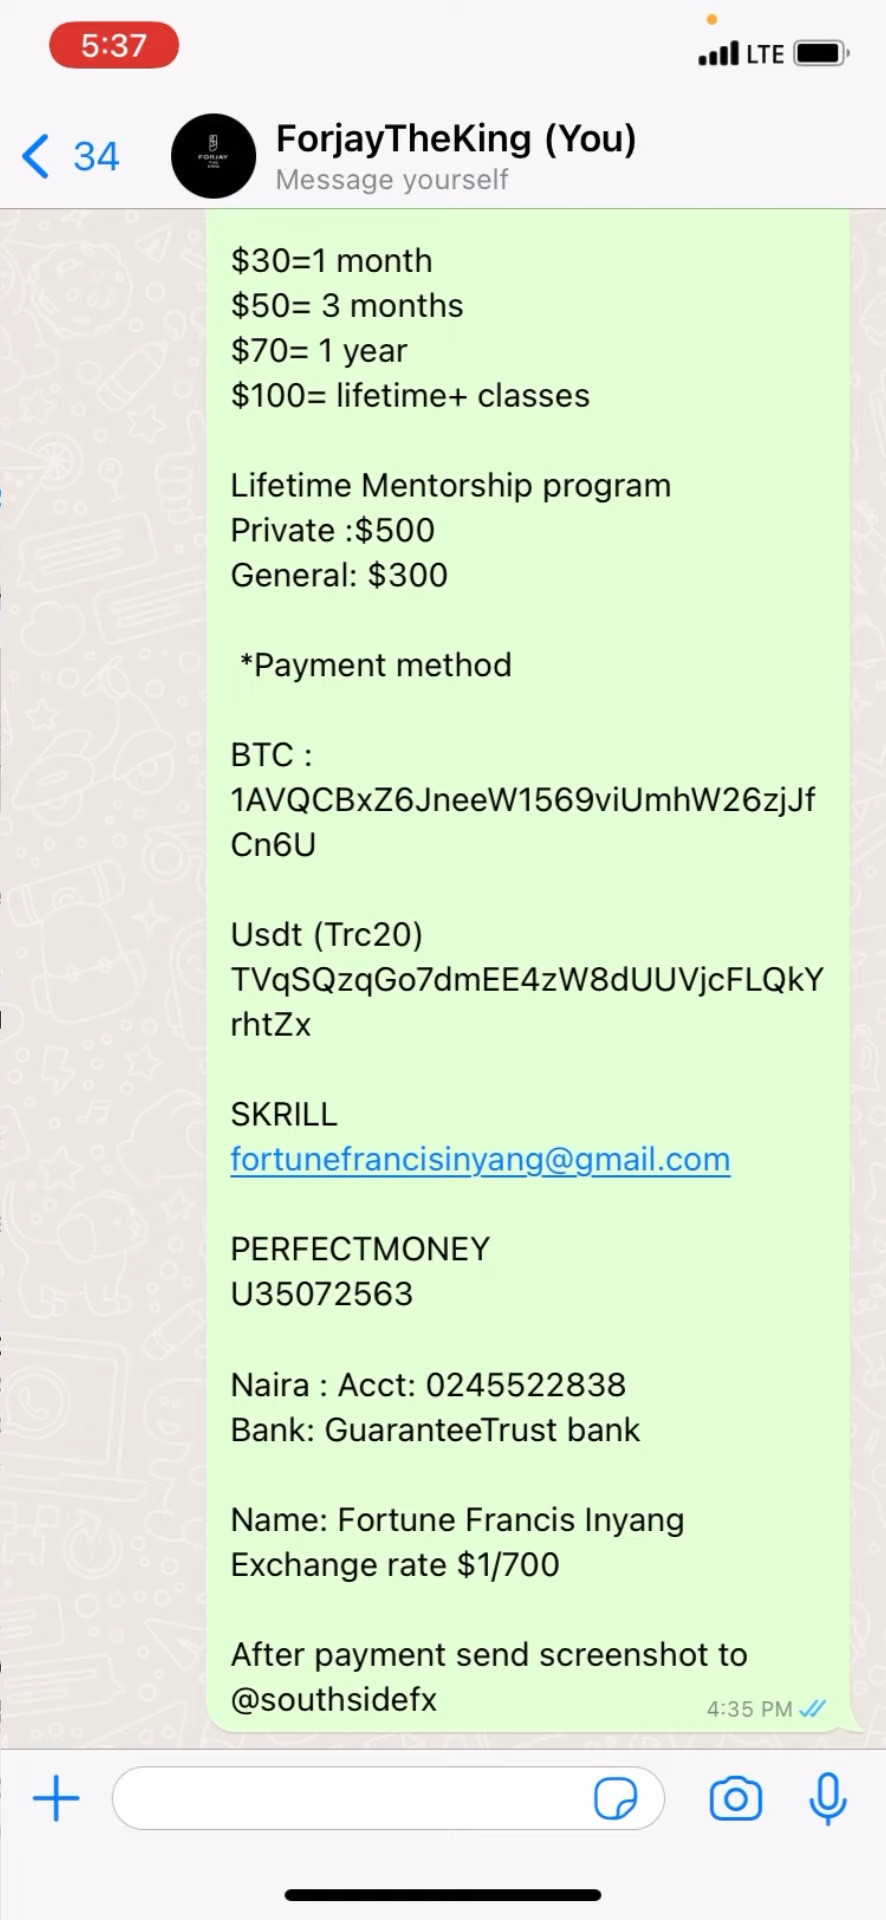 5:37
LTE
34
FORJAY
THE
KING
ForjayTheKing (You)
Message yourself
$30=1 month
$50= 3 months
$70= 1 year
$100= lifetime+ classes
Lifetime Mentorship program
Private :$500
General: $300
*Payment method
BTC :
1AVQCBxZ6JneeW1569viUmhW26zjJf
Cn6U
Usdt (Trc20)
TVqSQzqGo7dmEE4zW8dUUVjcFLQkY
rhtZx
SKRILL
fortunefrancisinyang@gmail.com
PERFECTMONEY
U35072563
Naira : Acct: 0245522838
Bank: GuaranteeTrust bank
Name: Fortune Francis Inyang
Exchange rate $1/700
After payment send screenshot to
@southsidefx
4:35 PM